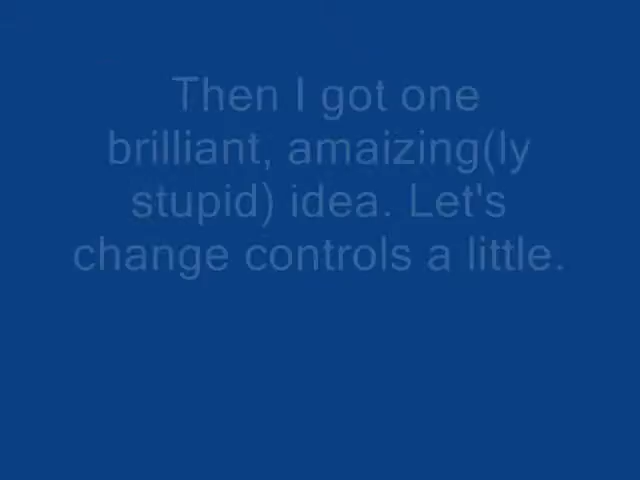 Then I got one
brilliant, amaizing(ly
stupid) idea. Let's
change controls a little.